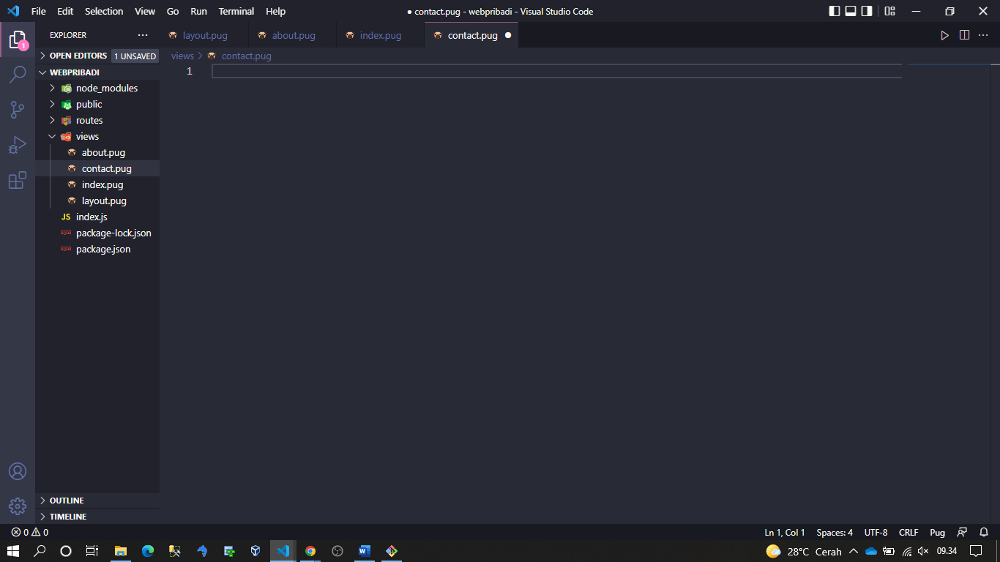 File Edit Selection View Go Run Terminal Help ● contact.pug - webpribadi - Visual Studio Code
EXPLORER ··· layout.pug about.pug index.pug contact.pug ● ···
1
OPEN EDITORS 1 UNSAVED
views > contact.pug
WEBPRIBADI
1
node_modules
public
routes
views
about.pug
contact.pug
index.pug
layout.pug
JS index.js
package-lock.json
package.json
OUTLINE
TIMELINE
0 0 Ln 1, Col 1 Spaces: 4 UTF-8 CRLF Pug
28°C Cerah 09.34